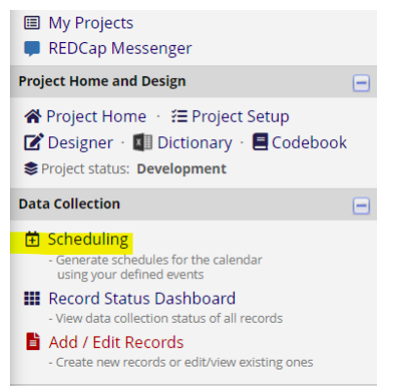 My Projects
REDCap Messenger
Project Home and Design
Project Home · Project Setup
Designer · Dictionary · Codebook
Project status: Development
Data Collection
Scheduling
- Generate schedules for the calendar
using your defined events
Record Status Dashboard
- View data collection status of all records
Add / Edit Records
- Create new records or edit/view existing ones